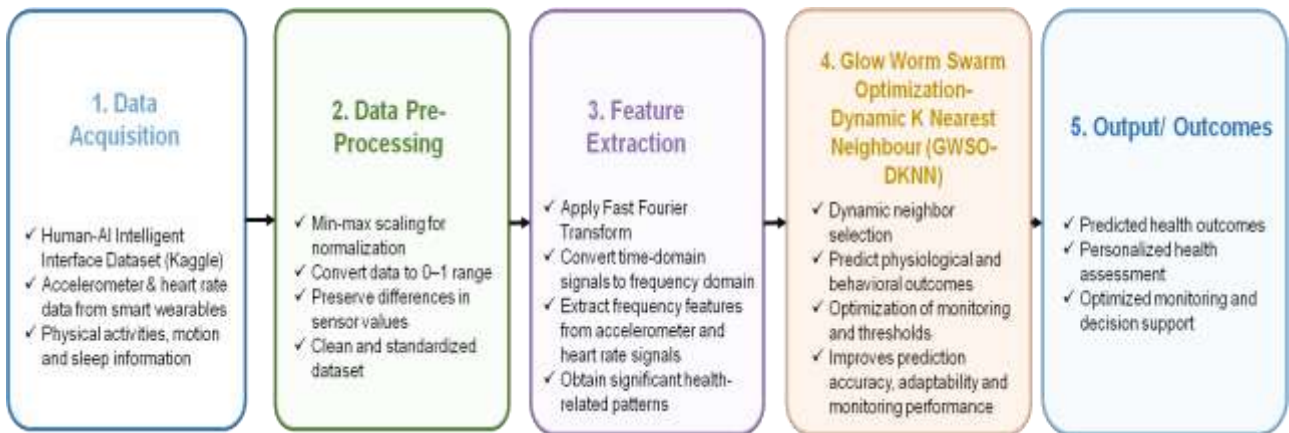 1. Data
Acquisition
✓ Human-AI Intelligent
Interface Dataset (Kaggle)
✓ Accelerometer & heart rate
data from smart wearables
✓ Physical activities, motion
and sleep information
2. Data Pre-
Processing
✓ Min-max scaling for
normalization
✓ Convert data to 0–1 range
✓ Preserve differences in
sensor values
✓ Clean and standardized
dataset
3. Feature
Extraction
✓ Apply Fast Fourier
Transform
✓ Convert time-domain
signals to frequency domain
✓ Extract frequency features
from accelerometer and
heart rate signals
✓ Obtain significant health-
related patterns
4. Glow Worm Swarm
Optimization-
Dynamic K Nearest
Neighbour (GWSO-
DKNN)
✓ Dynamic neighbor
selection
✓ Predict physiological and
behavioral outcomes
✓ Optimization of monitoring
and thresholds
✓ Improves prediction
accuracy, adaptability and
monitoring performance
5. Output/ Outcomes
✓ Predicted health outcomes
✓ Personalized health
assessment
✓ Optimized monitoring and
decision support